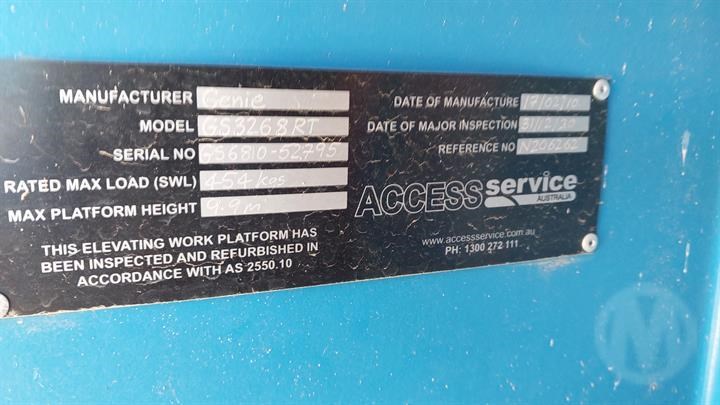 MANUFACTURER Genie
MODEL GS3268RT
SERIAL NO GS6810-52795
RATED MAX LOAD (SWL) 454 kgs
MAX PLATFORM HEIGHT 9.9m
THIS ELEVATING WORK PLATFORM HAS
BEEN INSPECTED AND REFURBISHED IN
ACCORDANCE WITH AS 2550.10
DATE OF MANUFACTURE 17/02/10
DATE OF MAJOR INSPECTION
REFERENCE NO N206262
ACCESS service
AUSTRALIA
www.accessservice.com.au
PH: 1300 272 111
M